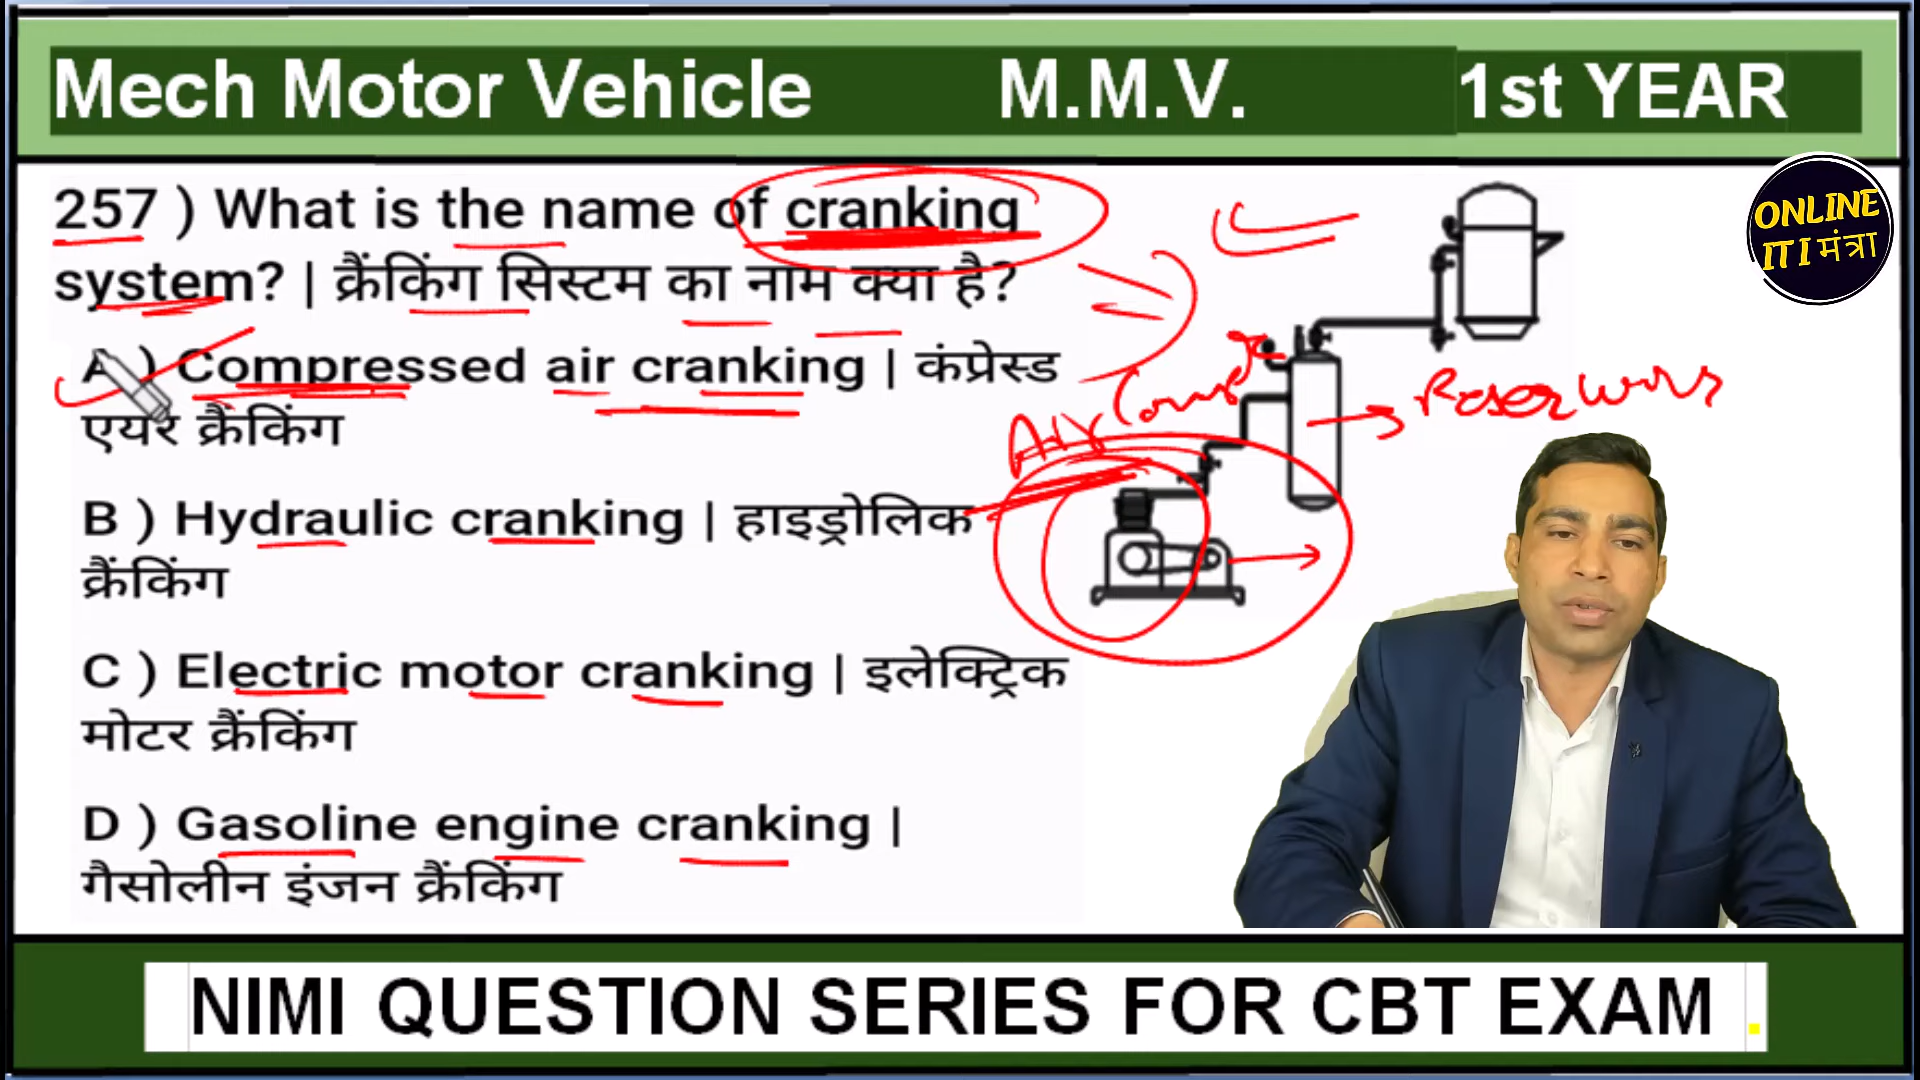 Mech Motor Vehicle M.M.V. 1st YEAR
ONLINE
ITI मंत्रा
257 ) What is the name of cranking
system? | क्रैंकिंग सिस्टम का नाम क्या है?
A ) Compressed air cranking | कंप्रेस्ड
एयर क्रैंकिंग
B ) Hydraulic cranking | हाइड्रोलिक
क्रैंकिंग
C ) Electric motor cranking | इलेक्ट्रिक
मोटर क्रैंकिंग
D ) Gasoline engine cranking |
गैसोलीन इंजन क्रैंकिंग
Air
NIMI QUESTION SERIES FOR CBT EXAM .